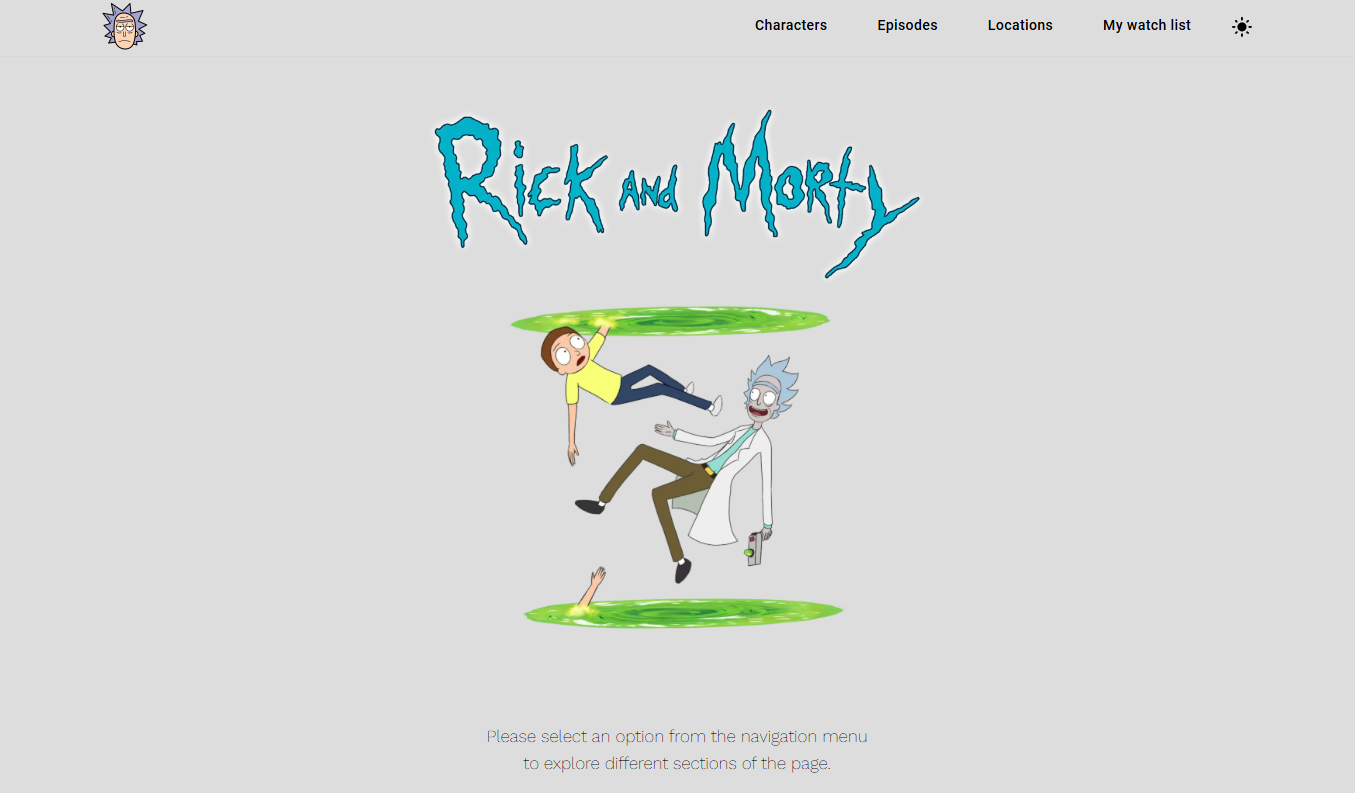 Characters Episodes Locations My watch list
Rick and Morty
Please select an option from the navigation menu
to explore different sections of the page.